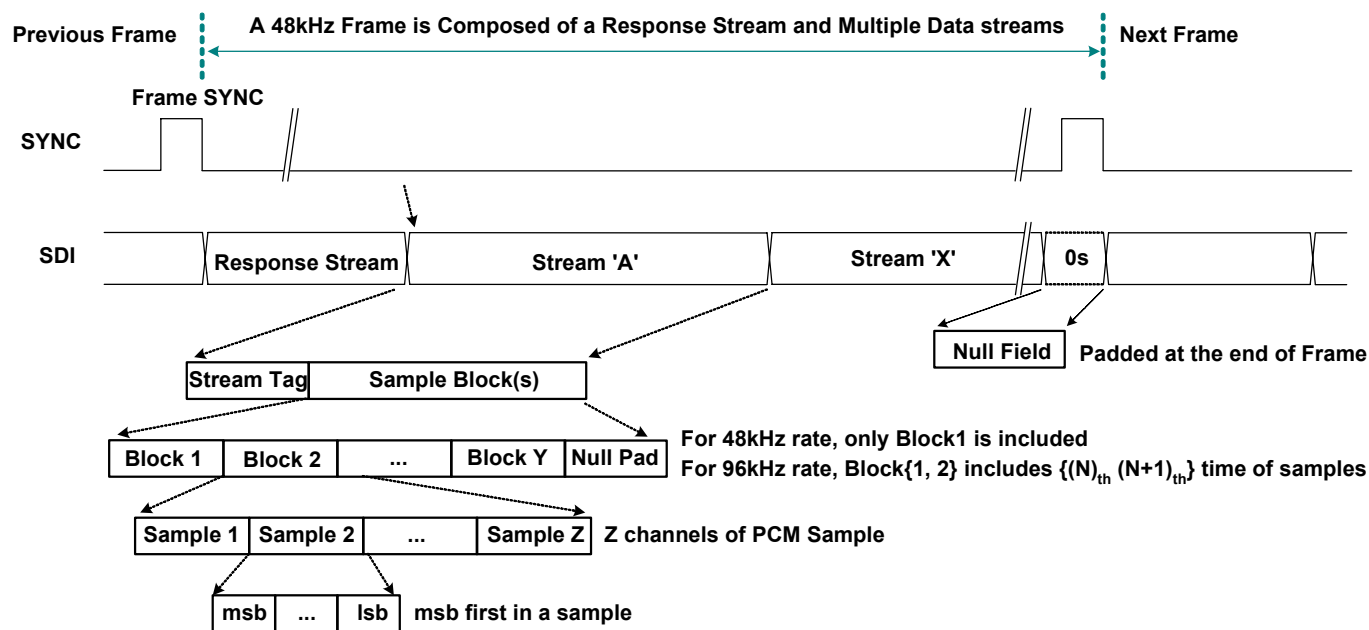 A 48kHz Frame is Composed of a Response Stream and Multiple Data streams
Previous Frame
Next Frame
Frame SYNC
SYNC
SDI
Response Stream
Stream 'A'
Stream 'X'
0s
Null Field
Padded at the end of Frame
Stream Tag
Sample Block(s)
Block 1
Block 2
...
Block Y
Null Pad
For 48kHz rate, only Block1 is included
For 96kHz rate, Block{1, 2} includes {(N)th (N+1)th} time of samples
Sample 1
Sample 2
...
Sample Z
Z channels of PCM Sample
msb
...
lsb
msb first in a sample